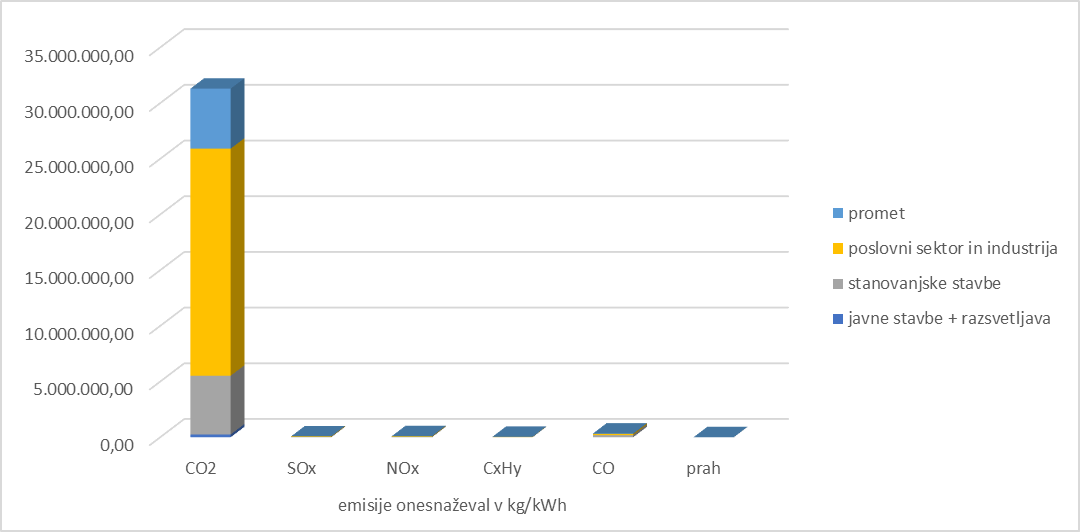 35.000.000,00
30.000.000,00
25.000.000,00
20.000.000,00
15.000.000,00
10.000.000,00
5.000.000,00
0,00
CO2 SOx NOx CxHy CO prah
emisije onesnaževal v kg/kWh
promet
poslovni sektor in industrija
stanovanjske stavbe
javne stavbe + razsvetljava